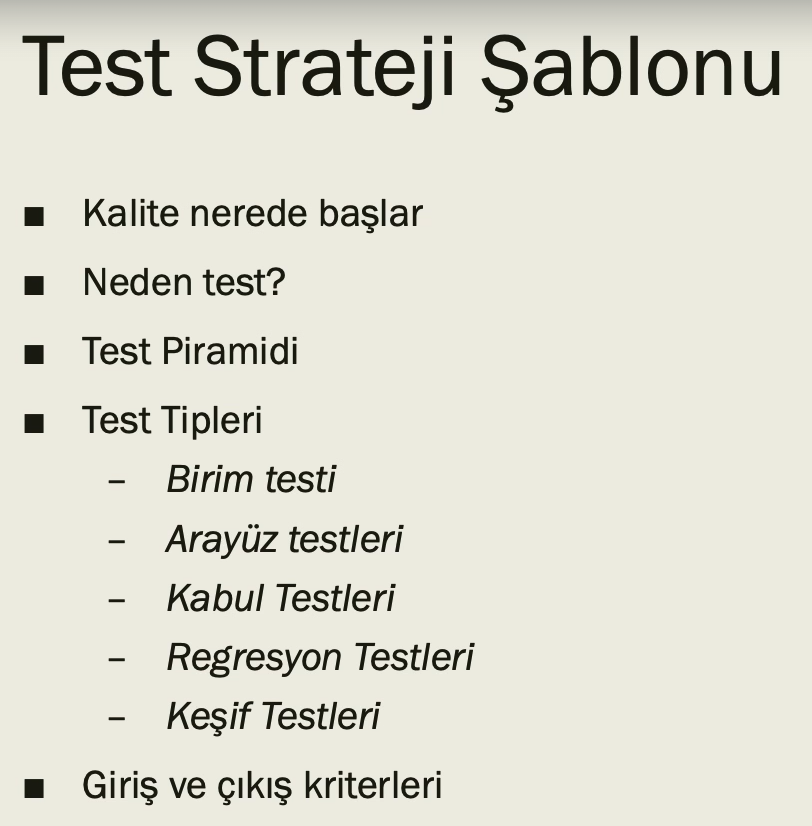 Test Strateji Şablonu
■ Kalite nerede başlar
■ Neden test?
■ Test Piramidi
■ Test Tipleri
– Birim testi
– Arayüz testleri
– Kabul Testleri
– Regresyon Testleri
– Keşif Testleri
■ Giriş ve çıkış kriterleri